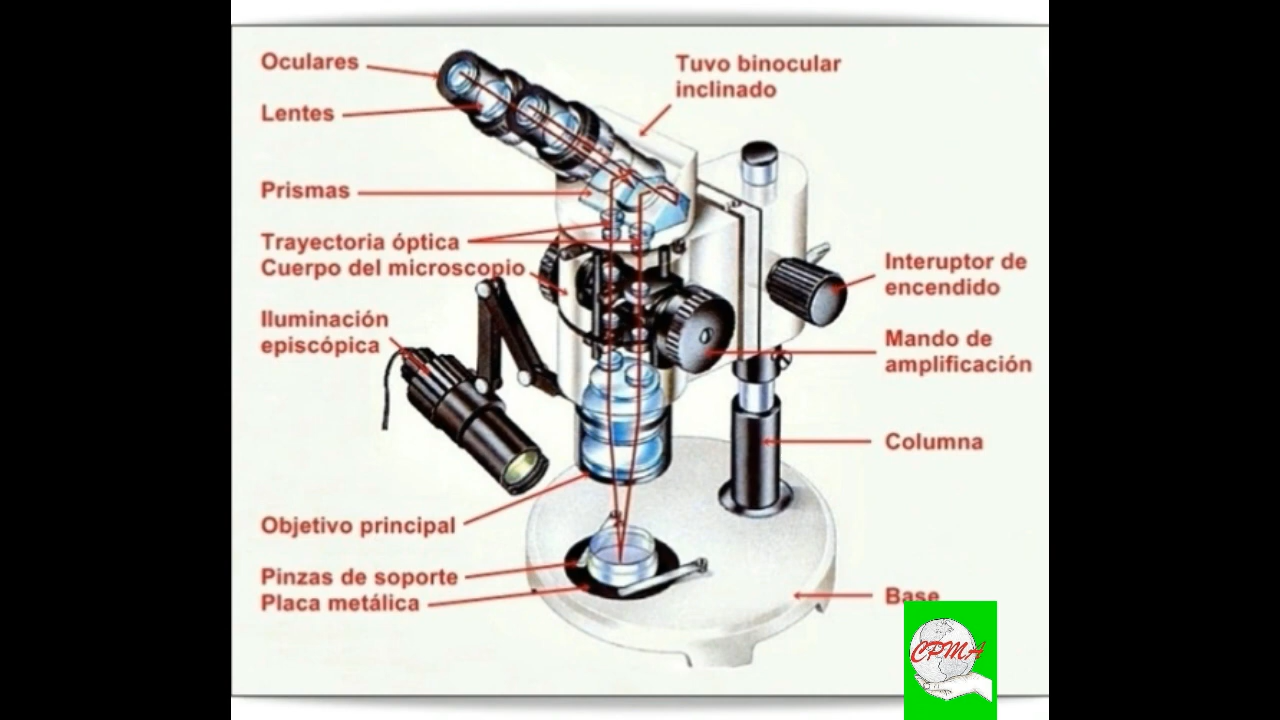 Oculares
Lentes
Prismas
Trayectoria óptica
Cuerpo del microscopio
Iluminación
episcópica
Objetivo principal
Pinzas de soporte
Placa metálica
Tuvo binocular
inclinado
Interuptor de
encendido
Mando de
amplificación
Columna
Base
CPMA